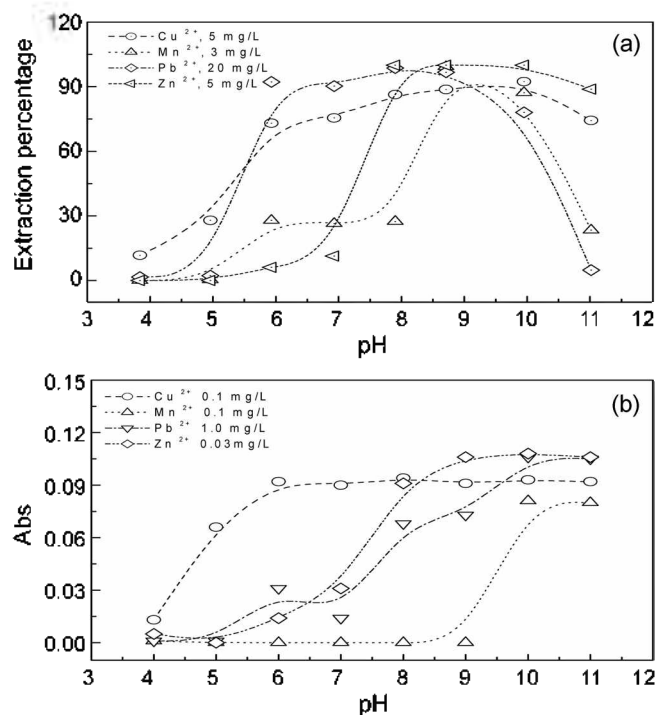 (a)
120
90
60
30
0
Extraction percentage
Cu 2+, 5 mg/L
Mn 2+, 3 mg/L
Pb 2+, 20 mg/L
Zn 2+, 5 mg/L
3 4 5 6 7 8 9 10 11 12
pH
(b)
0.15
0.12
0.09
0.06
0.03
0.00
Abs
Cu 2+ 0.1 mg/L
Mn 2+ 0.1 mg/L
Pb 2+ 1.0 mg/L
Zn 2+ 0.03mg/L
3 4 5 6 7 8 9 10 11 12
pH